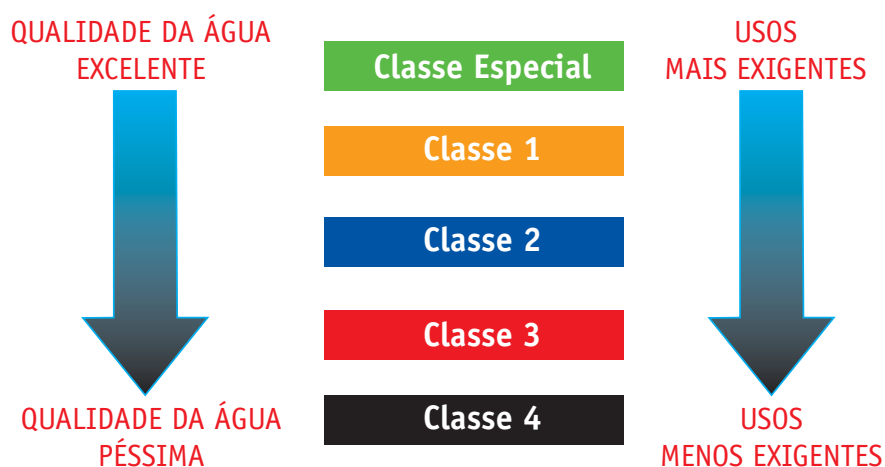 QUALIDADE DA ÁGUA
EXCELENTE
Classe Especial
USOS
MAIS EXIGENTES
Classe 1
Classe 2
Classe 3
Classe 4
QUALIDADE DA ÁGUA
PÉSSIMA
USOS
MENOS EXIGENTES